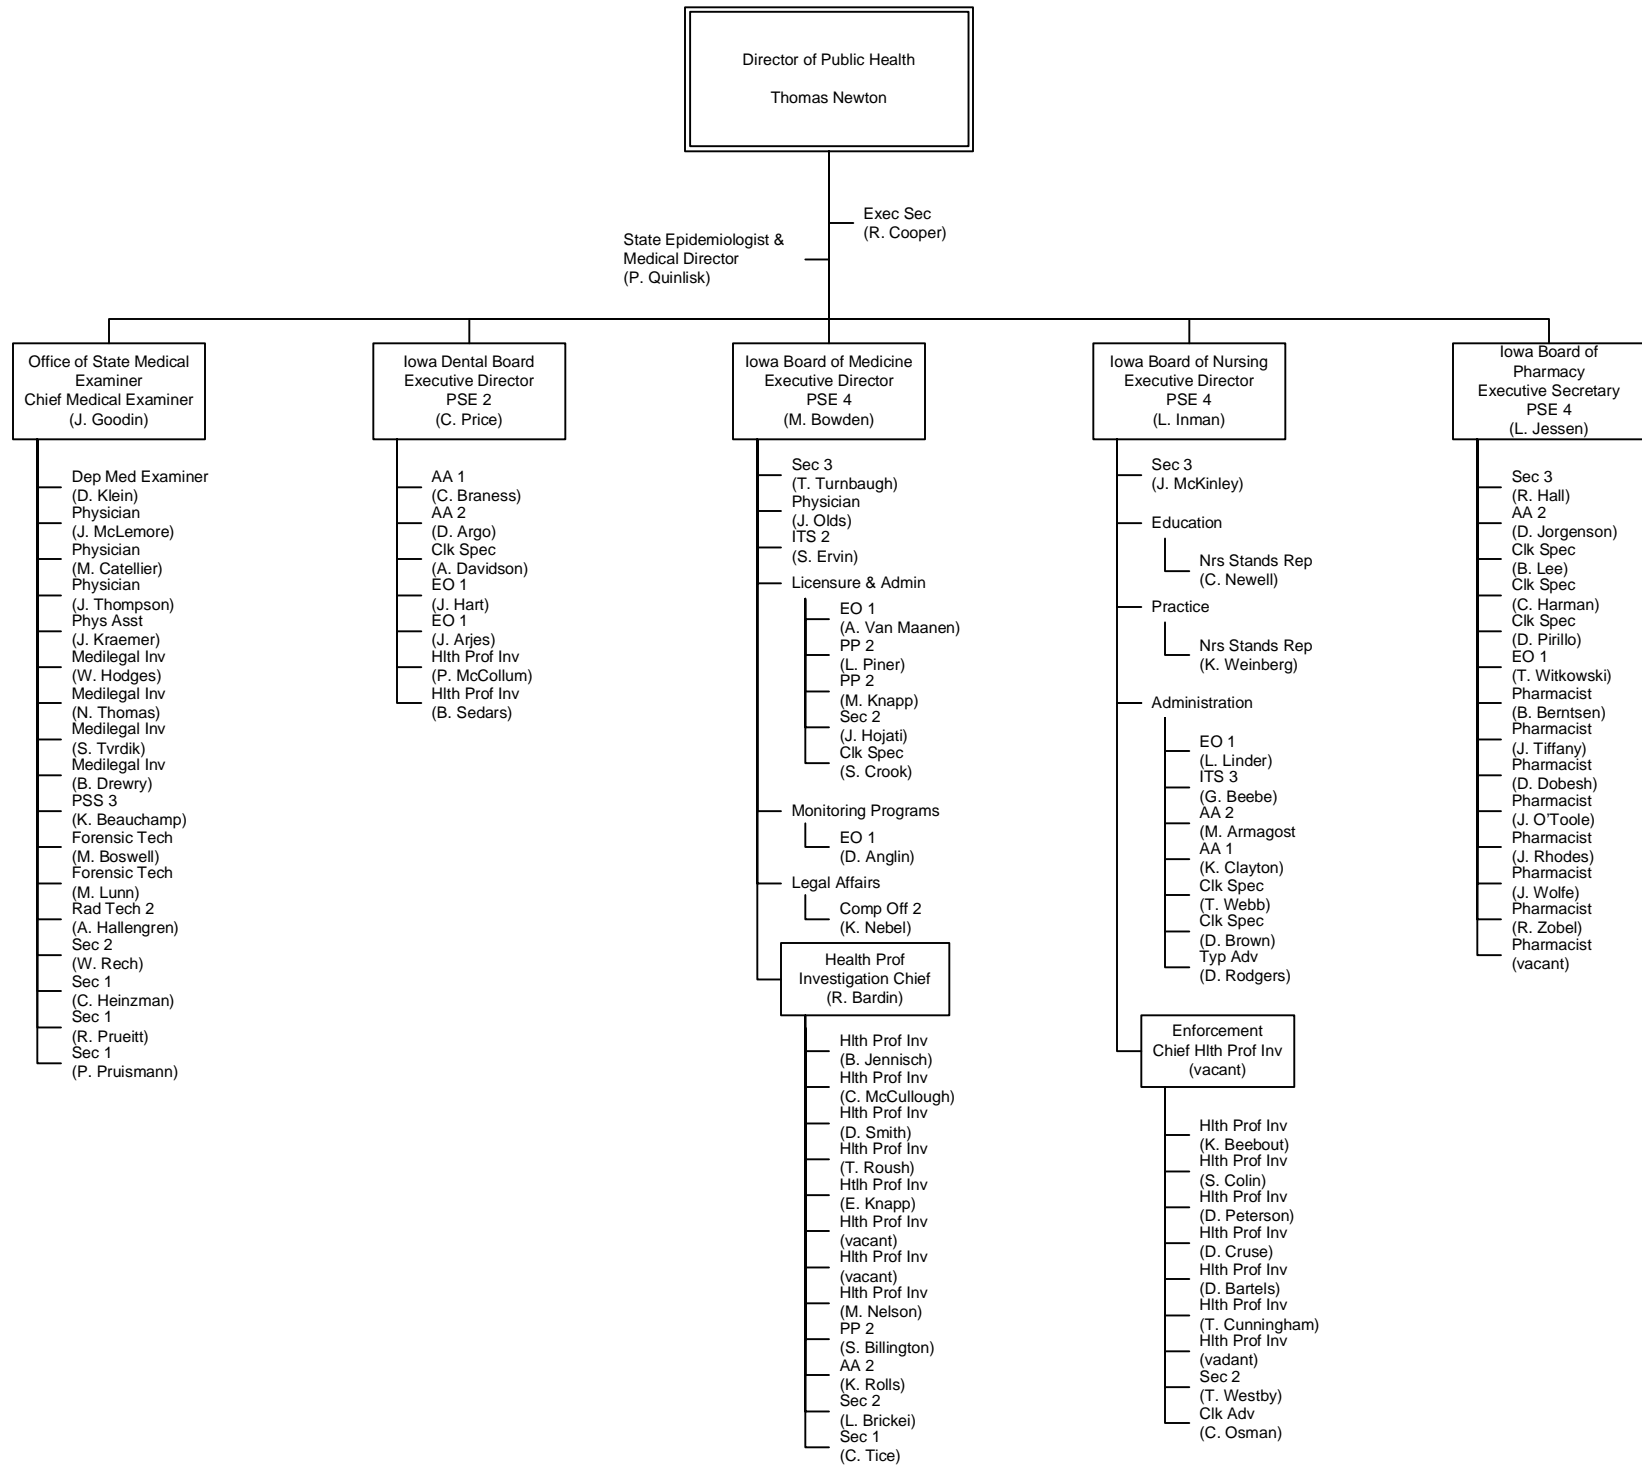 Director of Public Health
Thomas Newton
Exec Sec
(R. Cooper)
State Epidemiologist &
Medical Director
(P. Quinlisk)
Office of State Medical
Examiner
Chief Medical Examiner
(J. Goodin)
Dep Med Examiner
(D. Klein)
Physician
(J. McLemore)
Physician
(M. Catellier)
Physician
(J. Thompson)
Phys Asst
(J. Kraemer)
Medilegal Inv
(W. Hodges)
Medilegal Inv
(N. Thomas)
Medilegal Inv
(S. Tvrdik)
Medilegal Inv
(B. Drewry)
PSS 3
(K. Beauchamp)
Forensic Tech
(M. Boswell)
Forensic Tech
(M. Lunn)
Rad Tech 2
(A. Hallengren)
Sec 2
(W. Rech)
Sec 1
(C. Heinzman)
Sec 1
(R. Prueitt)
Sec 1
(P. Pruismann)
Iowa Dental Board
Executive Director
PSE 2
(C. Price)
AA 1
(C. Braness)
AA 2
(D. Argo)
Clk Spec
(A. Davidson)
EO 1
(J. Hart)
EO 1
(J. Arjes)
Hlth Prof Inv
(P. McCollum)
Hlth Prof Inv
(B. Sedars)
Iowa Board of Medicine
Executive Director
PSE 4
(M. Bowden)
Sec 3
(T. Turnbaugh)
Physician
(J. Olds)
ITS 2
(S. Ervin)
Licensure & Admin
EO 1
(A. Van Maanen)
PP 2
(L. Piner)
PP 2
(M. Knapp)
Sec 2
(J. Hojati)
Clk Spec
(S. Crook)
Monitoring Programs
EO 1
(D. Anglin)
Legal Affairs
Comp Off 2
(K. Nebel)
Health Prof
Investigation Chief
(R. Bardin)
Hlth Prof Inv
(B. Jennisch)
Hlth Prof Inv
(C. McCullough)
Hlth Prof Inv
(D. Smith)
Hlth Prof Inv
(T. Roush)
Htlh Prof Inv
(E. Knapp)
Hlth Prof Inv
(vacant)
Hlth Prof Inv
(vacant)
Hlth Prof Inv
(M. Nelson)
PP 2
(S. Billington)
AA 2
(K. Rolls)
Sec 2
(L. Brickei)
Sec 1
(C. Tice)
Iowa Board of Nursing
Executive Director
PSE 4
(L. Inman)
Sec 3
(J. McKinley)
Education
Nrs Stands Rep
(C. Newell)
Practice
Nrs Stands Rep
(K. Weinberg)
Administration
EO 1
(L. Linder)
ITS 3
(G. Beebe)
AA 2
(M. Armagost
AA 1
(K. Clayton)
Clk Spec
(T. Webb)
Clk Spec
(D. Brown)
Typ Adv
(D. Rodgers)
Enforcement
Chief Hlth Prof Inv
(vacant)
Hlth Prof Inv
(K. Beebout)
Hlth Prof Inv
(S. Colin)
Hlth Prof Inv
(D. Peterson)
Hlth Prof Inv
(D. Cruse)
Hlth Prof Inv
(D. Bartels)
Hlth Prof Inv
(T. Cunningham)
Hlth Prof Inv
(vadant)
Sec 2
(T. Westby)
Clk Adv
(C. Osman)
Iowa Board of
Pharmacy
Executive Secretary
PSE 4
(L. Jessen)
Sec 3
(R. Hall)
AA 2
(D. Jorgenson)
Clk Spec
(B. Lee)
Clk Spec
(C. Harman)
Clk Spec
(D. Pirillo)
EO 1
(T. Witkowski)
Pharmacist
(B. Berntsen)
Pharmacist
(J. Tiffany)
Pharmacist
(D. Dobesh)
Pharmacist
(J. O'Toole)
Pharmacist
(J. Rhodes)
Pharmacist
(J. Wolfe)
Pharmacist
(R. Zobel)
Pharmacist
(vacant)